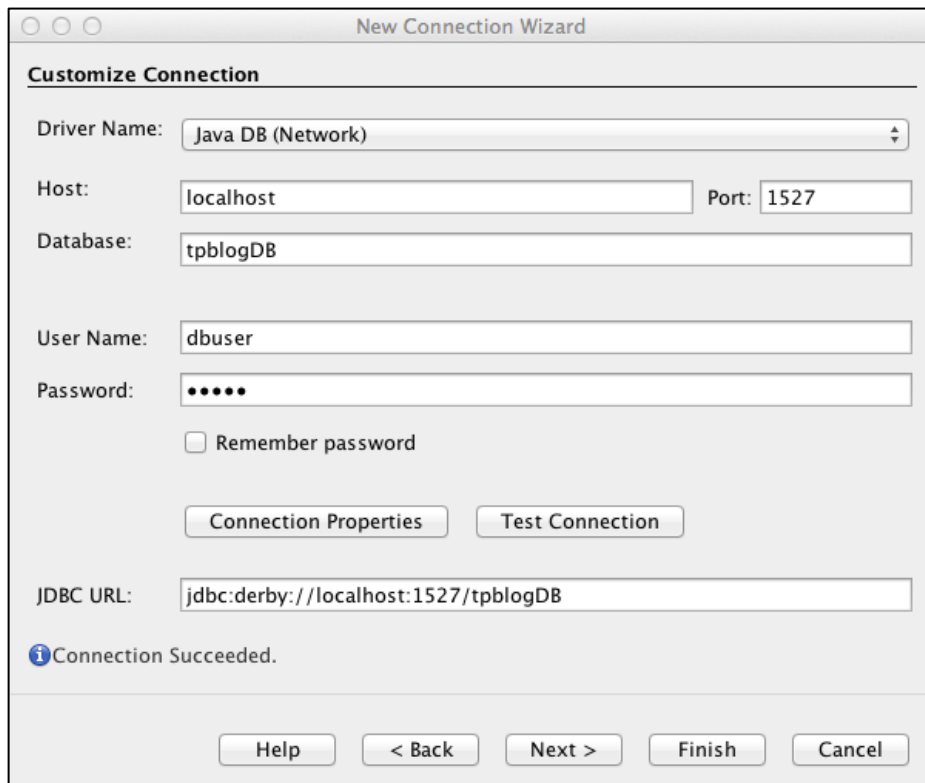 New Connection Wizard
Customize Connection
Driver Name: Java DB (Network)
Host: localhost Port: 1527
Database: tpblogDB
User Name: dbuser
Password: •••••
Remember password
Connection Properties Test Connection
JDBC URL: jdbc:derby://localhost:1527/tpblogDB
Connection Succeeded.
Help < Back Next > Finish Cancel